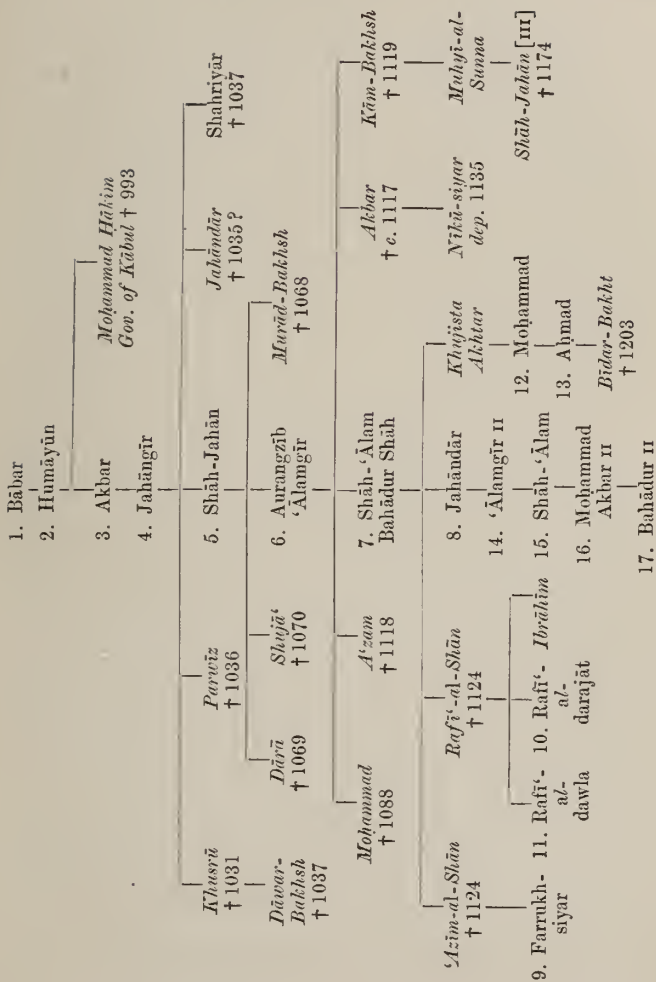 1. Bābar
2. Humāyūn
Moḥammad Ḥākim
Gov. of Kābul † 993
3. Akbar
4. Jahāngīr
Khusrū
† 1031
Parwīz
† 1036
5. Shāh-Jahān
Jahāndār
† 1035?
Shahriyār
† 1037
Dāwar-
Bakhsh
† 1037
Dārā
† 1069
Shujā‘
† 1070
6. Aurangzīb
‘Ālamgīr
Murād-Bakhsh
† 1068
Moḥammad
† 1088
A‘ẓam
† 1118
7. Shāh-‘Ālam
Bahādur Shāh
Akbar
† c. 1117
Kām-Bakhsh
† 1119
Nīkū-siyar
dep. 1135
Muḥyī-al-
Sunna
Shāh-Jahān [III]
† 1174
‘Aẓīm-al-Shān
† 1124
Rafī‘-al-Shān
† 1124
8. Jahāndār
Khujista
Akhtar
9. Farrukh-
siyar
11. Rafī‘-
al-
dawla
10. Rafī‘-
al-
darajāt
Ibrāhīm
14. ‘Ālamgīr II
12. Moḥammad
15. Shāh-‘Ālam
13. Aḥmad
16. Moḥammad
Akbar II
Bīdar-Bakht
† 1203
17. Bahādur II